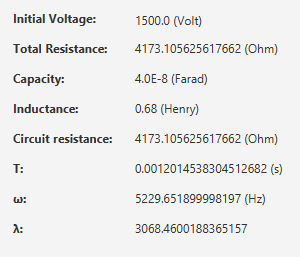 Initial Voltage: 1500.0 (Volt)
Total Resistance: 4173.105625617662 (Ohm)
Capacity: 4.0E-8 (Farad)
Inductance: 0.68 (Henry)
Circuit resistance: 4173.105625617662 (Ohm)
T: 0.0012014538304512682 (s)
ω: 5229.651899998197 (Hz)
λ: 3068.4600188365157